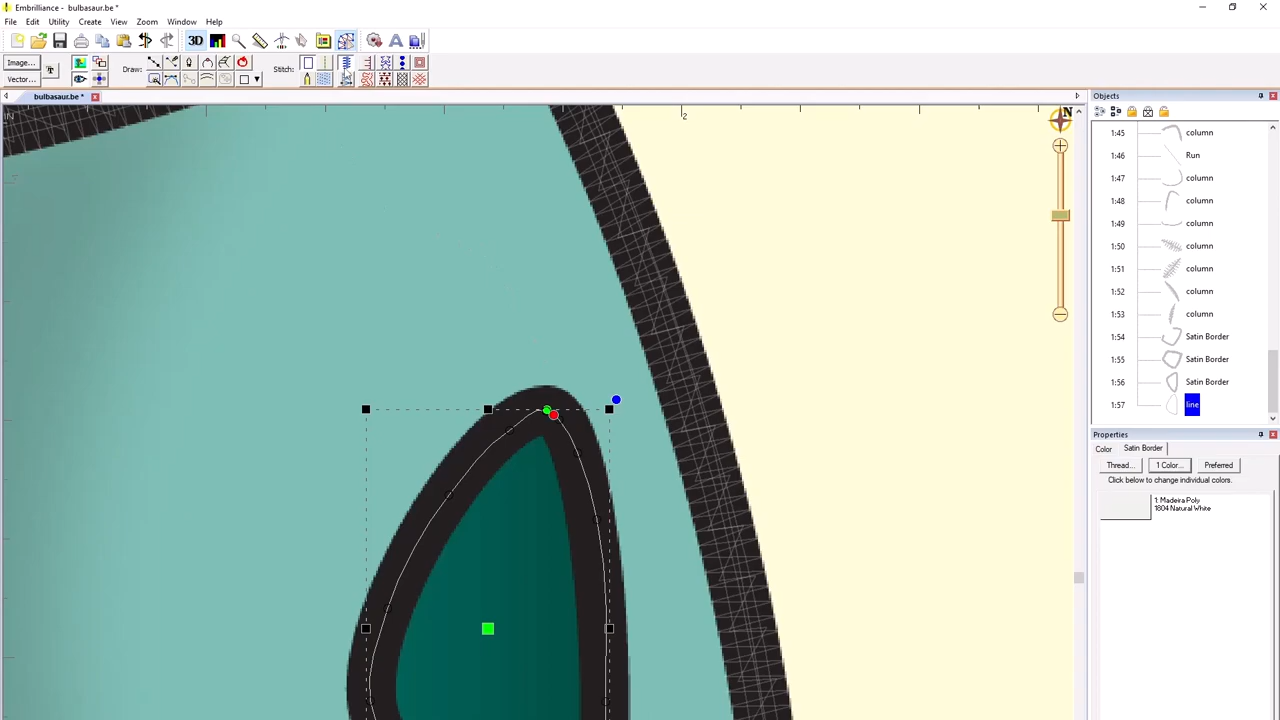 Embrilliance - [bulbasaur.be *]
File Edit Utility Create View Zoom Window Help
3D
Image...
Draw:
Stitch:
Vector...
bulbasaur.be *
Objects
2
N
1:45 column
1:46 Run
1:47 column
1:48 column
1:49 column
1:50 column
1:51 column
1:52 column
1:53 column
1:54 Satin Border
1:55 Satin Border
1:56 Satin Border
1:57 line
Properties
Color Satin Border
Thread... 1 Color... Preferred
Click below to change individual colors.
1: Madeira Poly
1804 Natural White